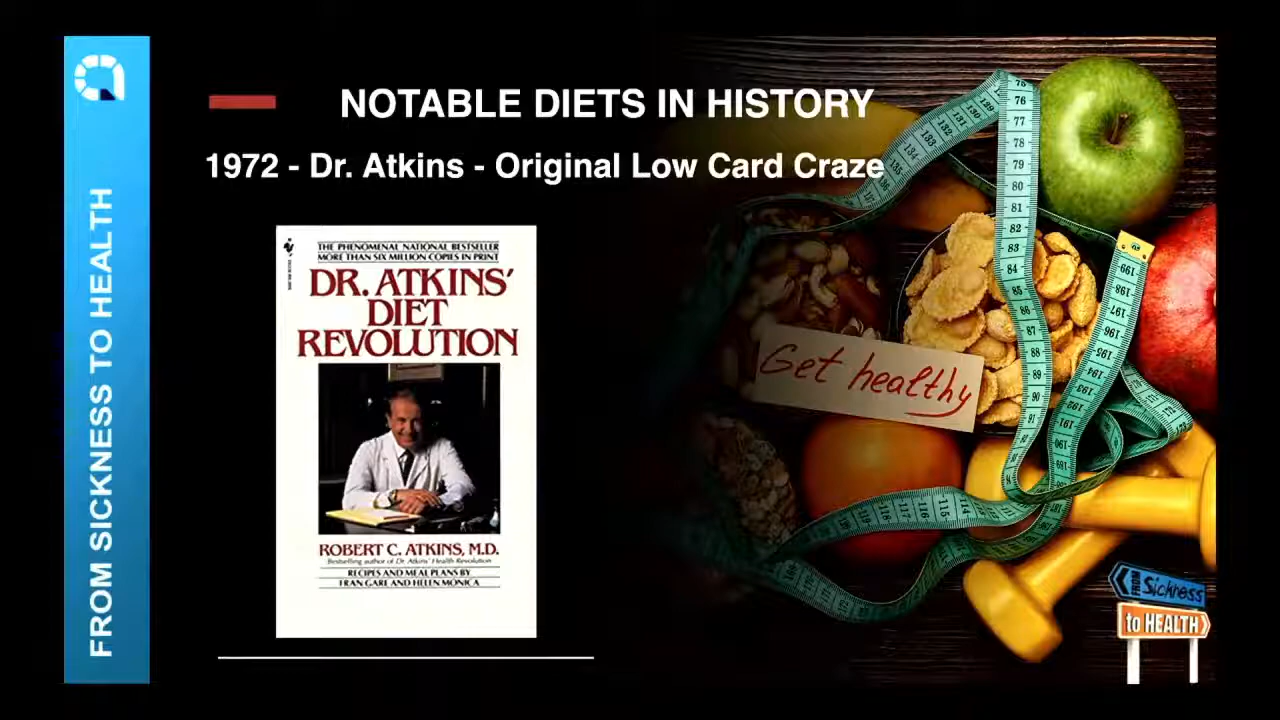 FROM SICKNESS TO HEALTH
NOTABLE DIETS IN HISTORY
1972 - Dr. Atkins - Original Low Card Craze
THE PHENOMENAL NATIONAL BESTSELLER
MORE THAN SIX MILLION COPIES IN PRINT
DR. ATKINS'
DIET
REVOLUTION
ROBERT C. ATKINS, M.D.
Bestselling author of Dr. Atkins' Health Revolution
RECIPES AND MEAL PLANS BY
FRAN GARE AND HELEN MONICA
Get healthy
FROM Sickness
to HEALTH